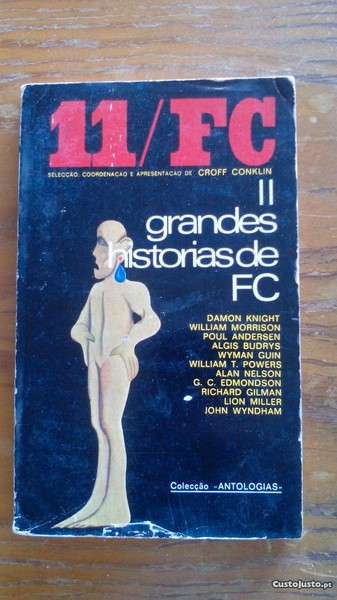 11/FC
SELECÇÃO, COORDENAÇÃO E APRESENTAÇÃO DE CROFF CONKLIN
II
grandes
historias de
FC
DAMON KNIGHT
WILLIAM MORRISON
POUL ANDERSEN
ALGIS BUDRYS
WYMAN GUIN
WILLIAM T. POWERS
ALAN NELSON
G. C. EDMONDSON
RICHARD GILMAN
LION MILLER
JOHN WYNDHAM
Colecção «ANTOLOGIAS»
CustoJusto.pt